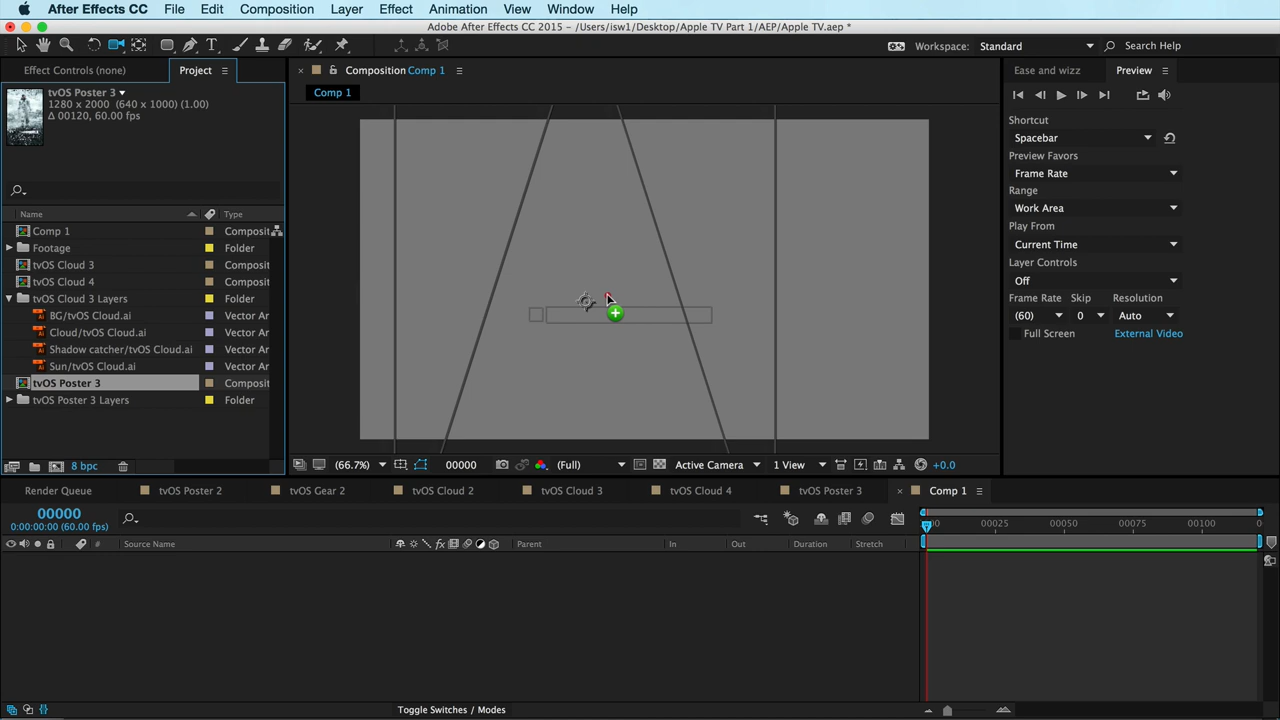 After Effects CC File Edit Composition Layer Effect Animation View Window Help
Adobe After Effects CC 2015 - /Users/isw1/Desktop/Apple TV Part 1/AEP/Apple TV.aep *
Workspace: Standard Search Help
Effect Controls (none) Project
Composition Comp 1
Ease and wizz Preview
Comp 1
tvOS Poster 3
1280 x 2000 (640 x 1000) (1.00)
Δ 00120, 60.00 fps
Shortcut
Spacebar
Preview Favors
Frame Rate
Range
Work Area
Play From
Current Time
Layer Controls
Off
Frame Rate Skip Resolution
(60) 0 Auto
Full Screen External Video
Name Type
Comp 1 Composit
Footage Folder
tvOS Cloud 3 Composit
tvOS Cloud 4 Composit
tvOS Cloud 3 Layers Folder
BG/tvOS Cloud.ai Vector Ar
Cloud/tvOS Cloud.ai Vector Ar
Shadow catcher/tvOS Cloud.ai Vector Ar
Sun/tvOS Cloud.ai Vector Ar
tvOS Poster 3 Composit
tvOS Poster 3 Layers Folder
8 bpc
(66.7%) 00000 (Full) Active Camera 1 View +0.0
Render Queue tvOS Poster 2 tvOS Gear 2 tvOS Cloud 2 tvOS Cloud 3 tvOS Cloud 4 tvOS Poster 3 Comp 1
00000
0:00:00:00 (60.00 fps)
00025 00050 00075 00100
# Source Name Parent In Out Duration Stretch
Toggle Switches / Modes